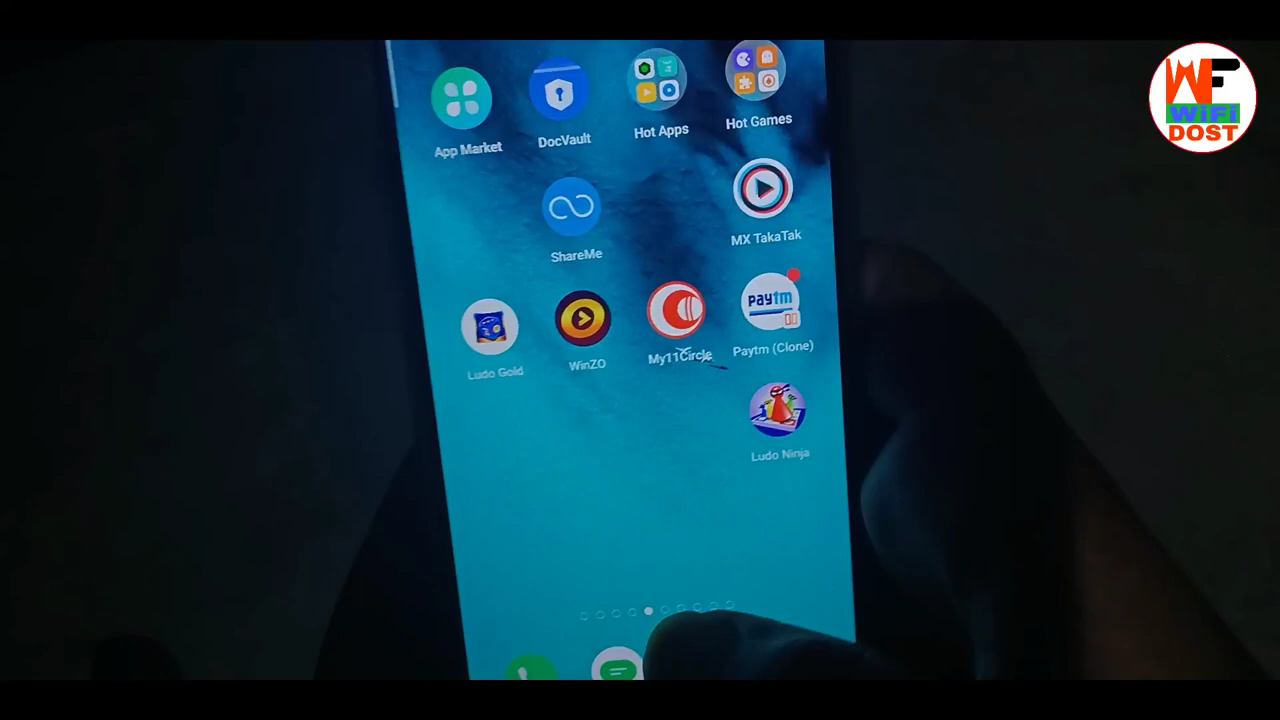 WF
WiFi
DOST
App Market
DocVault
Hot Apps
Hot Games
ShareMe
MX TakaTak
Ludo Gold
WinZO
My11Circle
paytm
Paytm (Clone)
Ludo Ninja